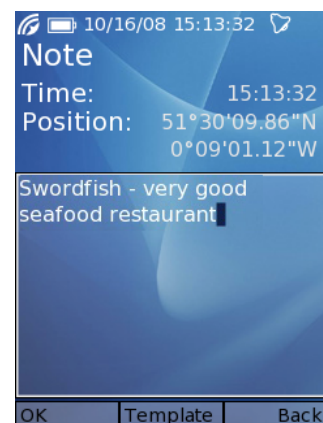 10/16/08 15:13:32
Note
Time: 15:13:32
Position: 51°30'09.86"N
0°09'01.12"W
Swordfish - very good
seafood restaurant
OK Template Back